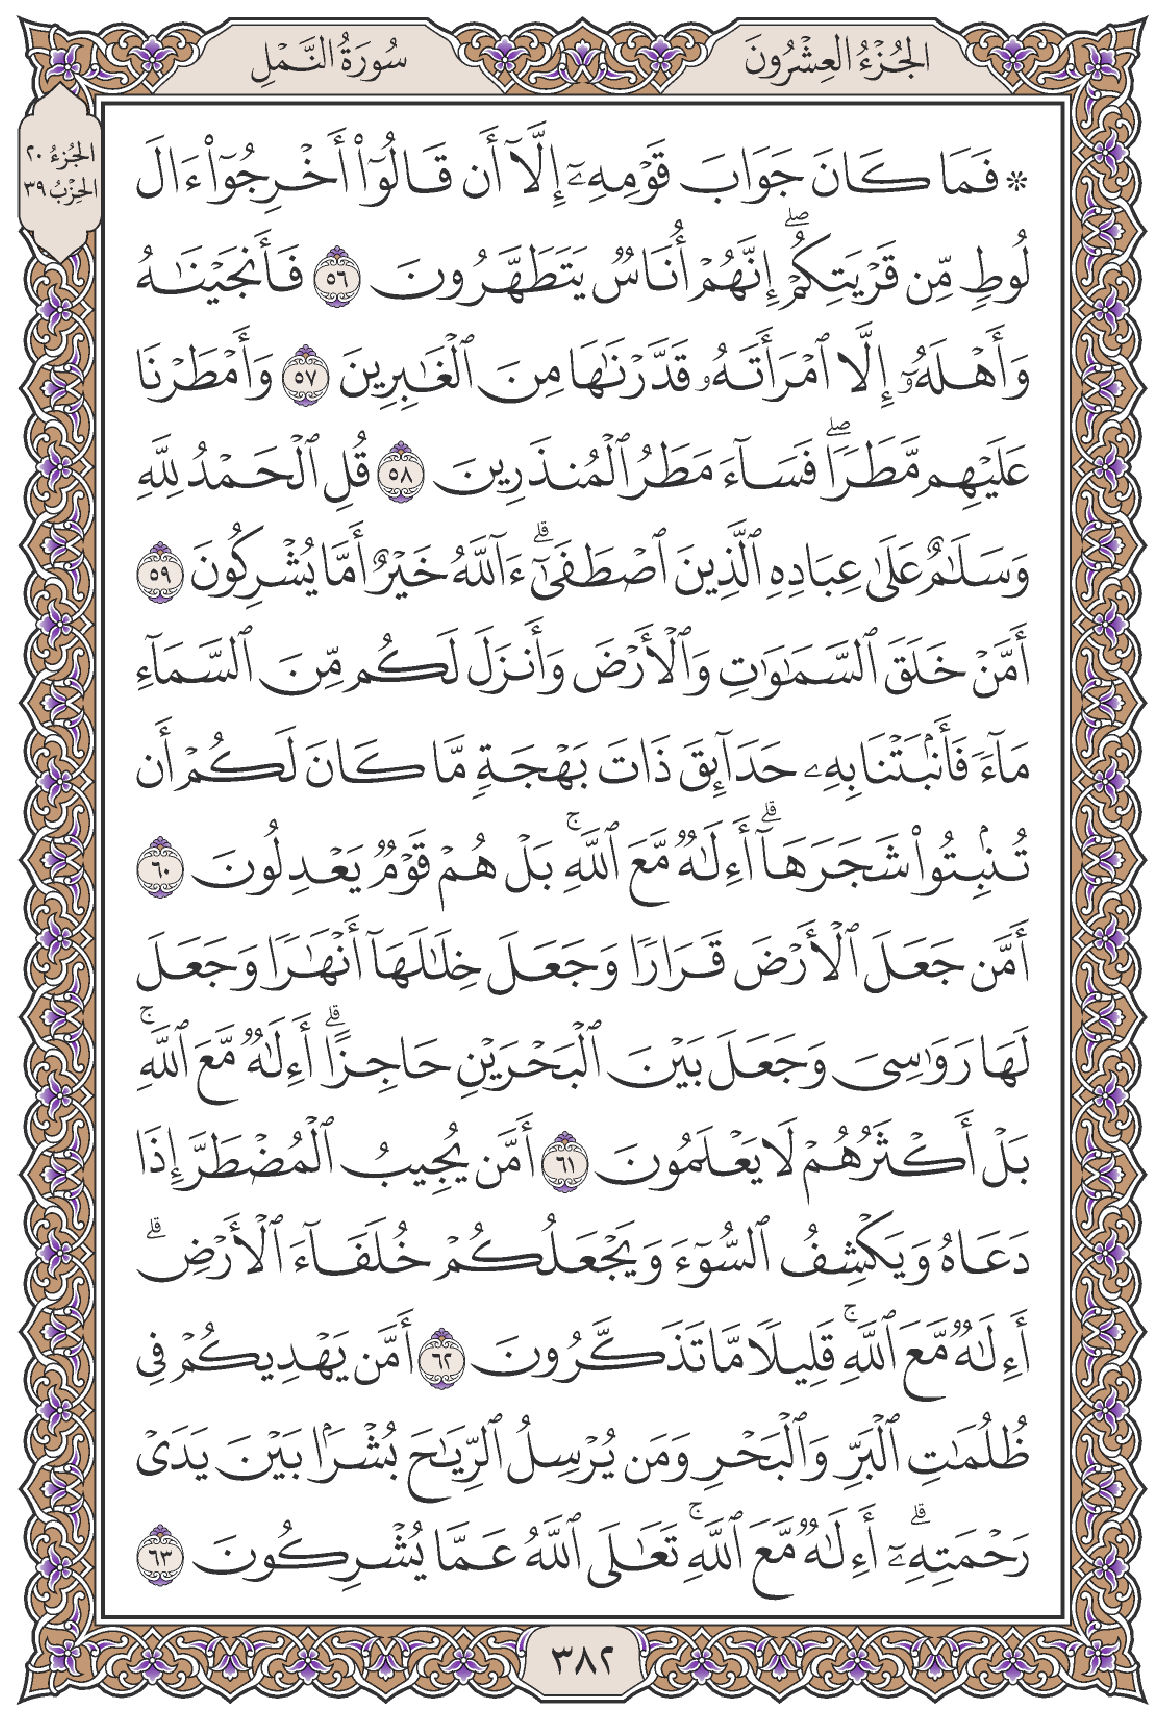 الجُزْءُ العِشْرُونَ
سُورَةُ النَّمْلِ
الجُزْءُ ٢٠
الحِزْبُ ٣٩
۞ فَمَا كَانَ جَوَابَ قَوْمِهِۦٓ إِلَّآ أَن قَالُوٓا۟ أَخْرِجُوٓا۟ ءَالَ
لُوطٍ مِّن قَرْيَتِكُمْ ۖ إِنَّهُمْ أُنَاسٌ يَتَطَهَّرُونَ ٥٦ فَأَنجَيْنَٰهُ
وَأَهْلَهُۥٓ إِلَّا ٱمْرَأَتَهُۥ قَدَّرْنَٰهَا مِنَ ٱلْغَٰبِرِينَ ٥٧ وَأَمْطَرْنَا
عَلَيْهِم مَّطَرًا ۖ فَسَآءَ مَطَرُ ٱلْمُنذَرِينَ ٥٨ قُلِ ٱلْحَمْدُ لِلَّهِ
وَسَلَٰمٌ عَلَىٰ عِبَادِهِ ٱلَّذِينَ ٱصْطَفَىٰٓ ۗ ءَآللَّهُ خَيْرٌ أَمَّا يُشْرِكُونَ ٥٩
أَمَّنْ خَلَقَ ٱلسَّمَٰوَٰتِ وَٱلْأَرْضَ وَأَنزَلَ لَكُم مِّنَ ٱلسَّمَآءِ
مَآءً فَأَنۢبَتْنَا بِهِۦ حَدَآئِقَ ذَاتَ بَهْجَةٍ مَّا كَانَ لَكُمْ أَن
تُنۢبِتُوا۟ شَجَرَهَآ ۗ أَءِلَٰهٌ مَّعَ ٱللَّهِ ۚ بَلْ هُمْ قَوْمٌ يَعْدِلُونَ ٦٠
أَمَّن جَعَلَ ٱلْأَرْضَ قَرَارًا وَجَعَلَ خِلَٰلَهَآ أَنْهَٰرًا وَجَعَلَ
لَهَا رَوَٰسِىَ وَجَعَلَ بَيْنَ ٱلْبَحْرَيْنِ حَاجِزًا ۗ أَءِلَٰهٌ مَّعَ ٱللَّهِ ۚ
بَلْ أَكْثَرُهُمْ لَا يَعْلَمُونَ ٦١ أَمَّن يُجِيبُ ٱلْمُضْطَرَّ إِذَا
دَعَاهُ وَيَكْشِفُ ٱلسُّوٓءَ وَيَجْعَلُكُمْ خُلَفَآءَ ٱلْأَرْضِ ۗ
أَءِلَٰهٌ مَّعَ ٱللَّهِ ۚ قَلِيلًا مَّا تَذَكَّرُونَ ٦٢ أَمَّن يَهْدِيكُمْ فِى
ظُلُمَٰتِ ٱلْبَرِّ وَٱلْبَحْرِ وَمَن يُرْسِلُ ٱلرِّيَٰحَ بُشْرًۢا بَيْنَ يَدَىْ
رَحْمَتِهِۦٓ ۗ أَءِلَٰهٌ مَّعَ ٱللَّهِ ۚ تَعَٰلَى ٱللَّهُ عَمَّا يُشْرِكُونَ ٦٣
٣٨٢